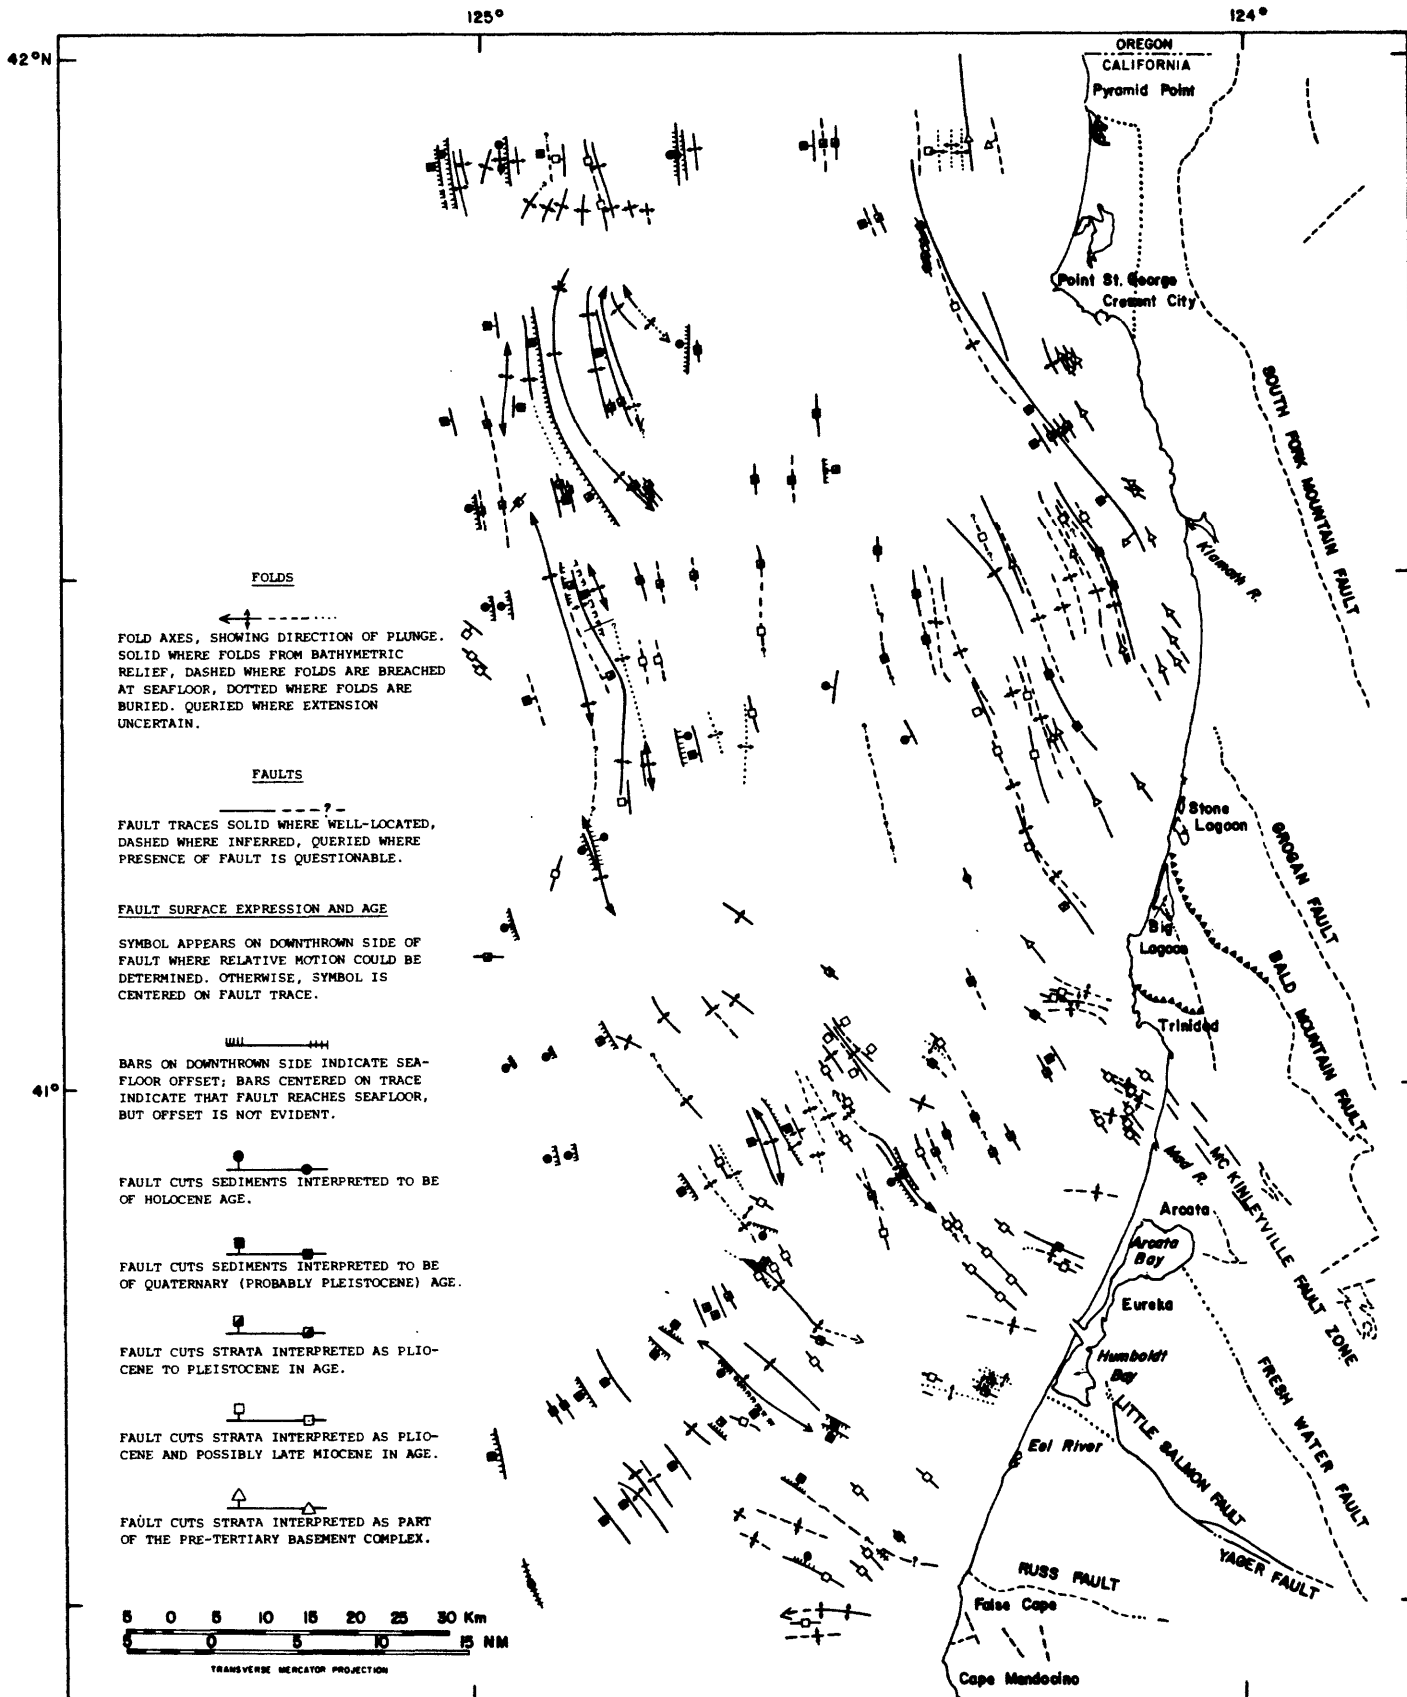 125°
124°
42°N
OREGON
CALIFORNIA
Pyramid Point
Point St. George
Crescent City
SOUTH FORK MOUNTAIN FAULT
Klamath R.
FOLDS
FOLD AXES, SHOWING DIRECTION OF PLUNGE.
SOLID WHERE FOLDS FROM BATHYMETRIC
RELIEF, DASHED WHERE FOLDS ARE BREACHED
AT SEAFLOOR, DOTTED WHERE FOLDS ARE
BURIED. QUERIED WHERE EXTENSION
UNCERTAIN.
FAULTS
?
FAULT TRACES SOLID WHERE WELL-LOCATED,
DASHED WHERE INFERRED, QUERIED WHERE
PRESENCE OF FAULT IS QUESTIONABLE.
Stone
Lagoon
GROGAN FAULT
FAULT SURFACE EXPRESSION AND AGE
SYMBOL APPEARS ON DOWNTHROWN SIDE OF
FAULT WHERE RELATIVE MOTION COULD BE
DETERMINED. OTHERWISE, SYMBOL IS
CENTERED ON FAULT TRACE.
Big
Lagoon
BALD MOUNTAIN FAULT
Trinidad
BARS ON DOWNTHROWN SIDE INDICATE SEA-
FLOOR OFFSET; BARS CENTERED ON TRACE
INDICATE THAT FAULT REACHES SEAFLOOR,
BUT OFFSET IS NOT EVIDENT.
41°
FAULT CUTS SEDIMENTS INTERPRETED TO BE
OF HOLOCENE AGE.
Mad R.
MC KINLEYVILLE FAULT ZONE
Arcata
Arcata
Bay
FAULT CUTS SEDIMENTS INTERPRETED TO BE
OF QUATERNARY (PROBABLY PLEISTOCENE) AGE.
Eureka
FAULT CUTS STRATA INTERPRETED AS PLIO-
CENE TO PLEISTOCENE IN AGE.
Humboldt
Bay
FRESH WATER FAULT
LITTLE SALMON FAULT
FAULT CUTS STRATA INTERPRETED AS PLIO-
CENE AND POSSIBLY LATE MIOCENE IN AGE.
Eel River
FAULT CUTS STRATA INTERPRETED AS PART
OF THE PRE-TERTIARY BASEMENT COMPLEX.
YAGER FAULT
?
RUSS FAULT
False Cape
5 0 5 10 15 20 25 30 Km
5 0 5 10 15 NM
TRANSVERSE MERCATOR PROJECTION
Cape Mendocino